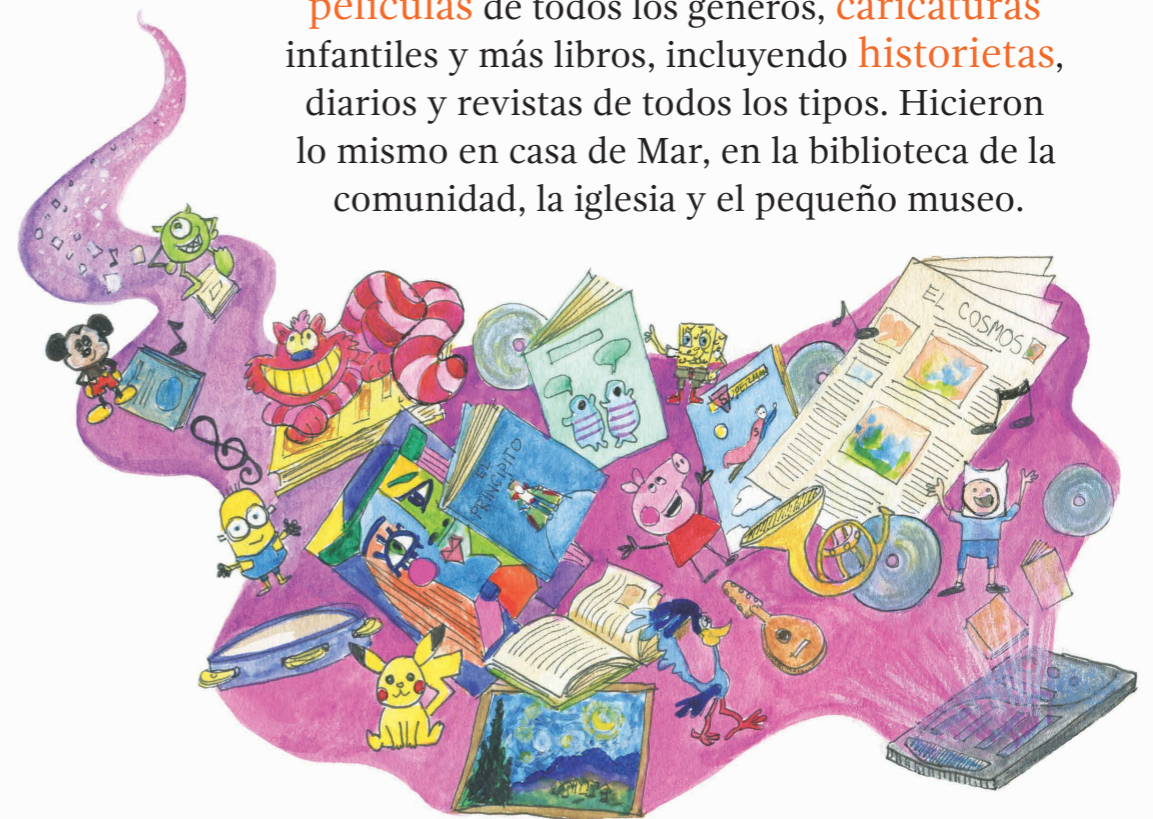 películas de todos los géneros, caricaturas
infantiles y más libros, incluyendo historietas,
diarios y revistas de todos los tipos. Hicieron
lo mismo en casa de Mar, en la biblioteca de la
comunidad, la iglesia y el pequeño museo.
EL COSMOS
SUPERMAN
EL
PRINCIPITO